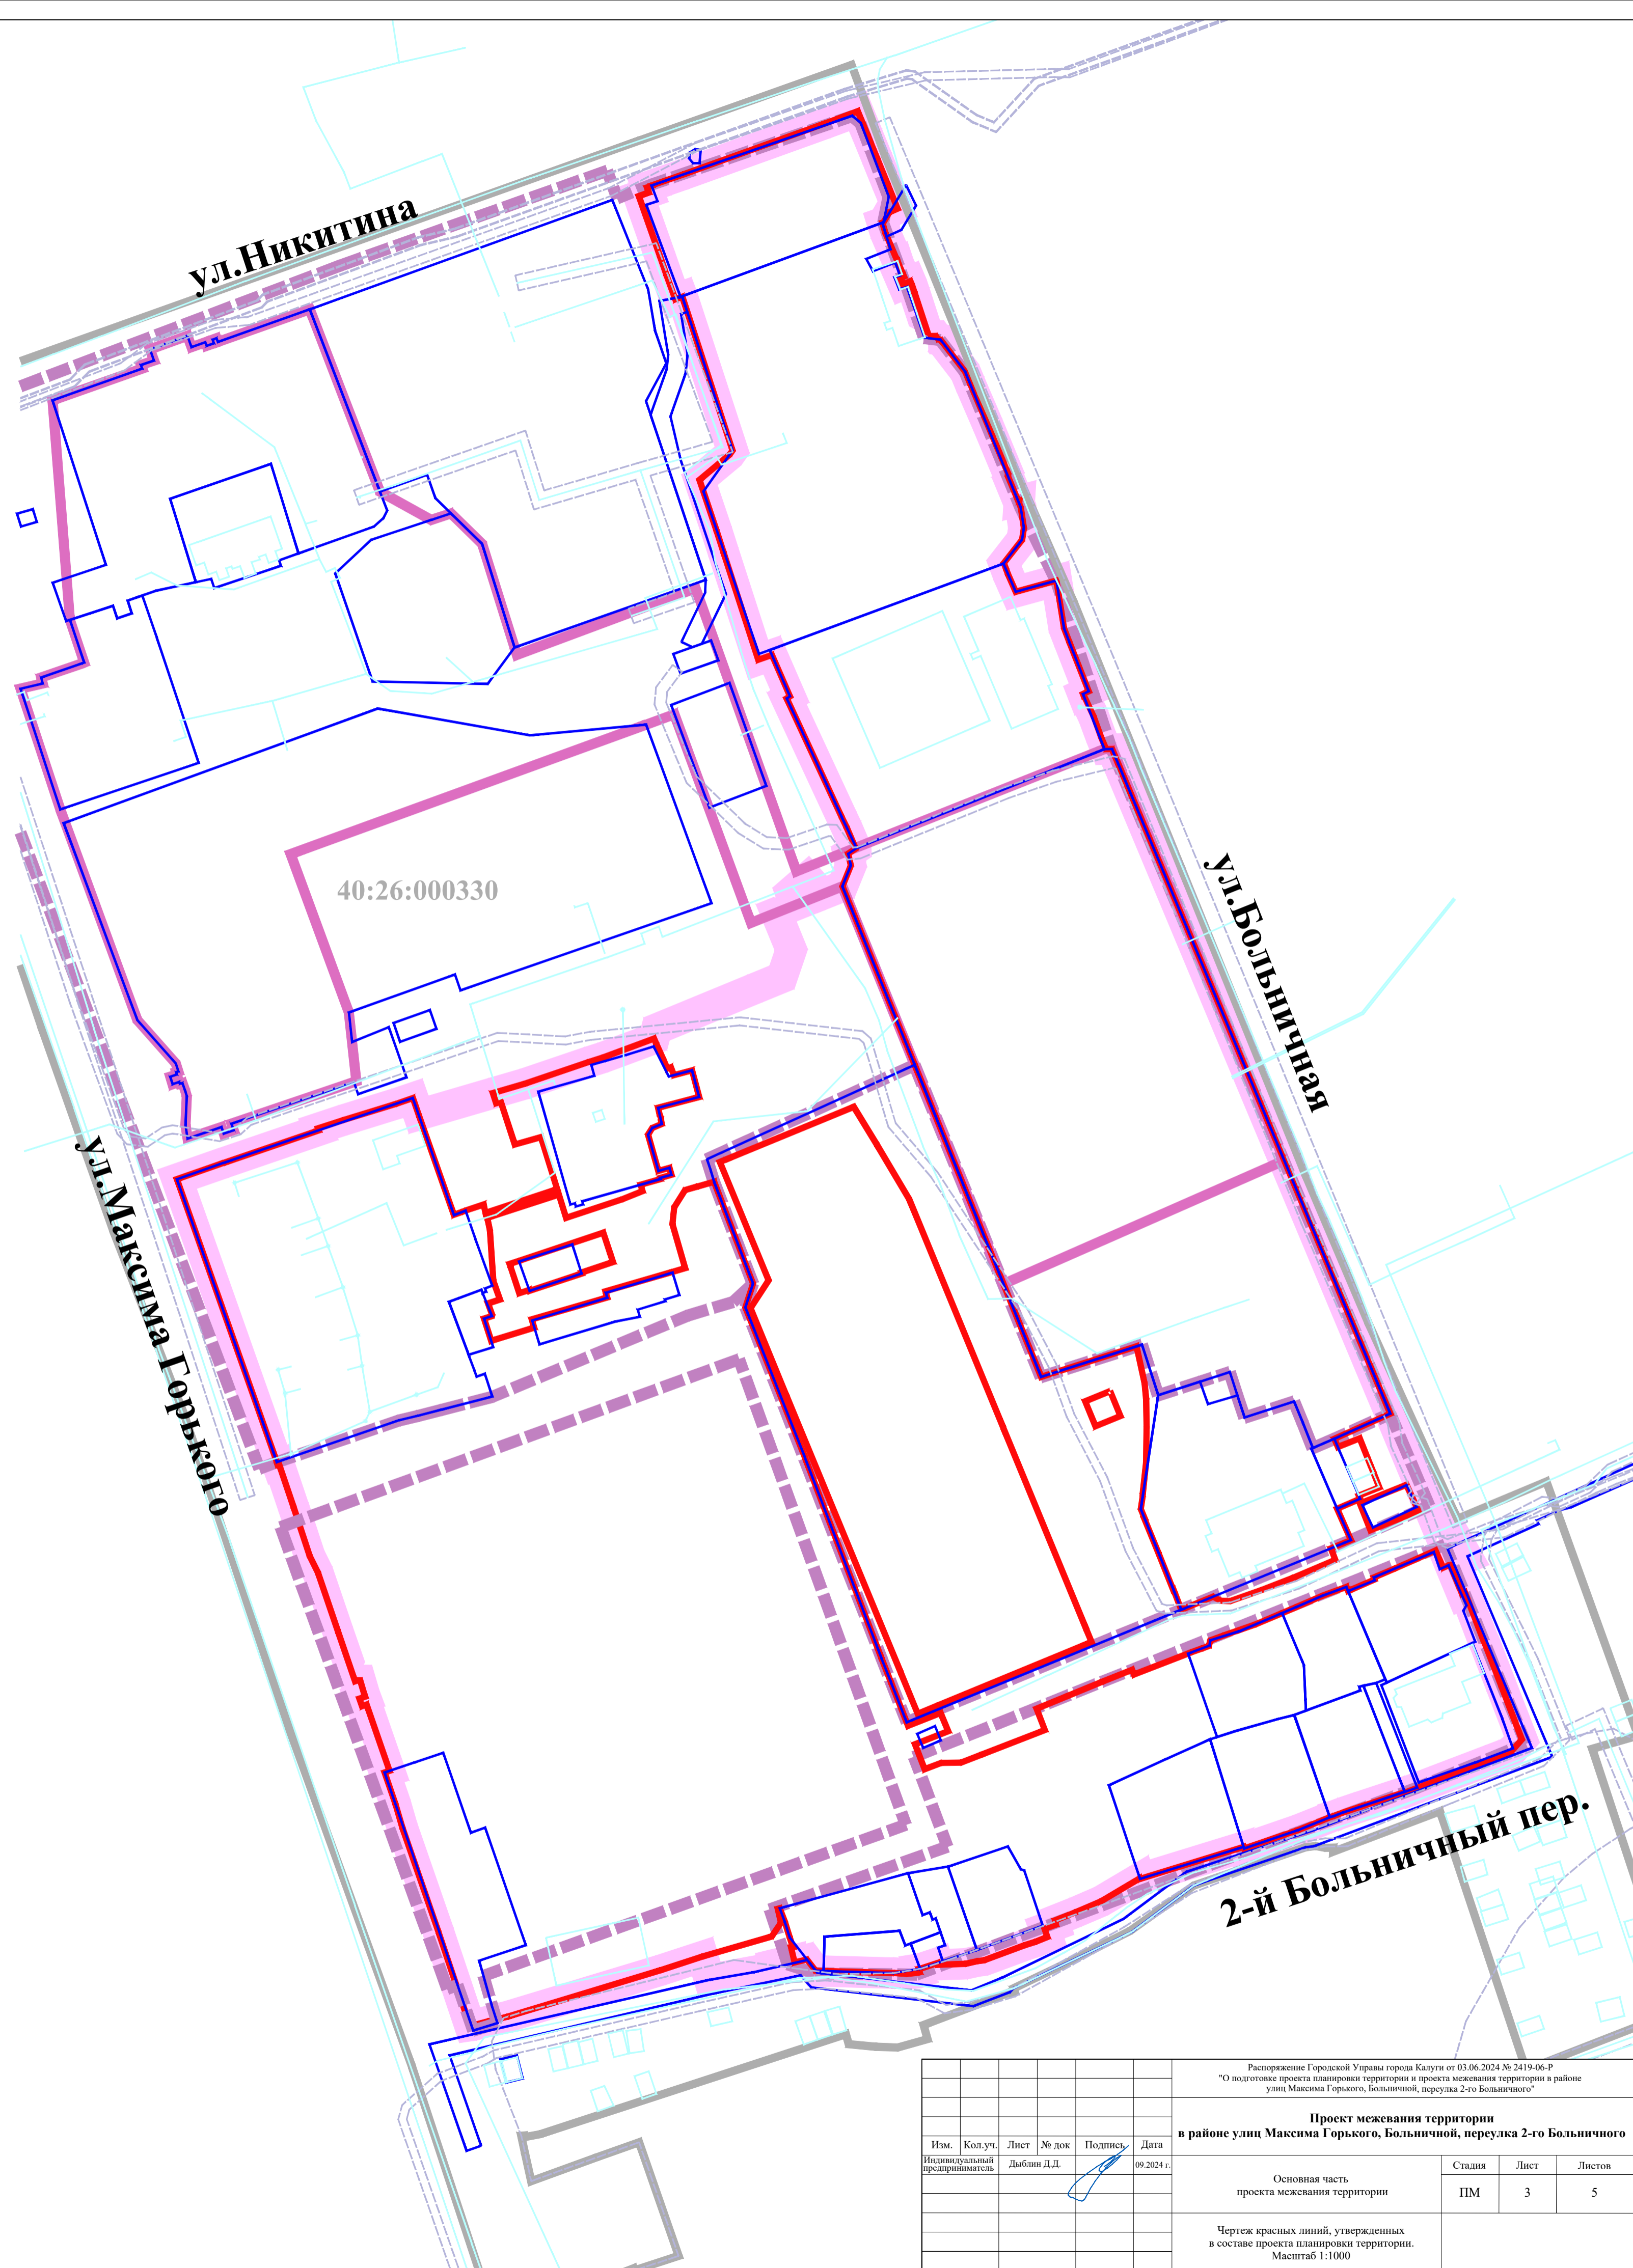 ул.Никитина
40:26:000330
ул.Больничная
ул.Максима Горького
2-й Больничный пер.
Распоряжение Городской Управы города Калуги от 03.06.2024 № 2419-06-Р
"О подготовке проекта планировки территории и проекта межевания территории в районе
улиц Максима Горького, Больничной, переулка 2-го Больничного"
Проект межевания территории
в районе улиц Максима Горького, Больничной, переулка 2-го Больничного
Изм. Кол.уч. Лист № док Подпись Дата
Индивидуальный
предприниматель
Дыблин Д.Д.
09.2024 г.
Основная часть
проекта межевания территории
Стадия Лист Листов
ПМ 3 5
Чертеж красных линий, утвержденных
в составе проекта планировки территории.
Масштаб 1:1000